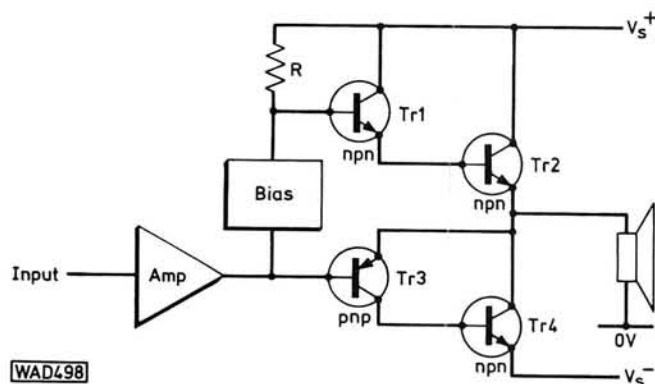 Vs+
R
Tr1
npn
Tr2
npn
Bias
Input
Amp
Tr3
pnp
Tr4
npn
0V
Vs-
WAD498